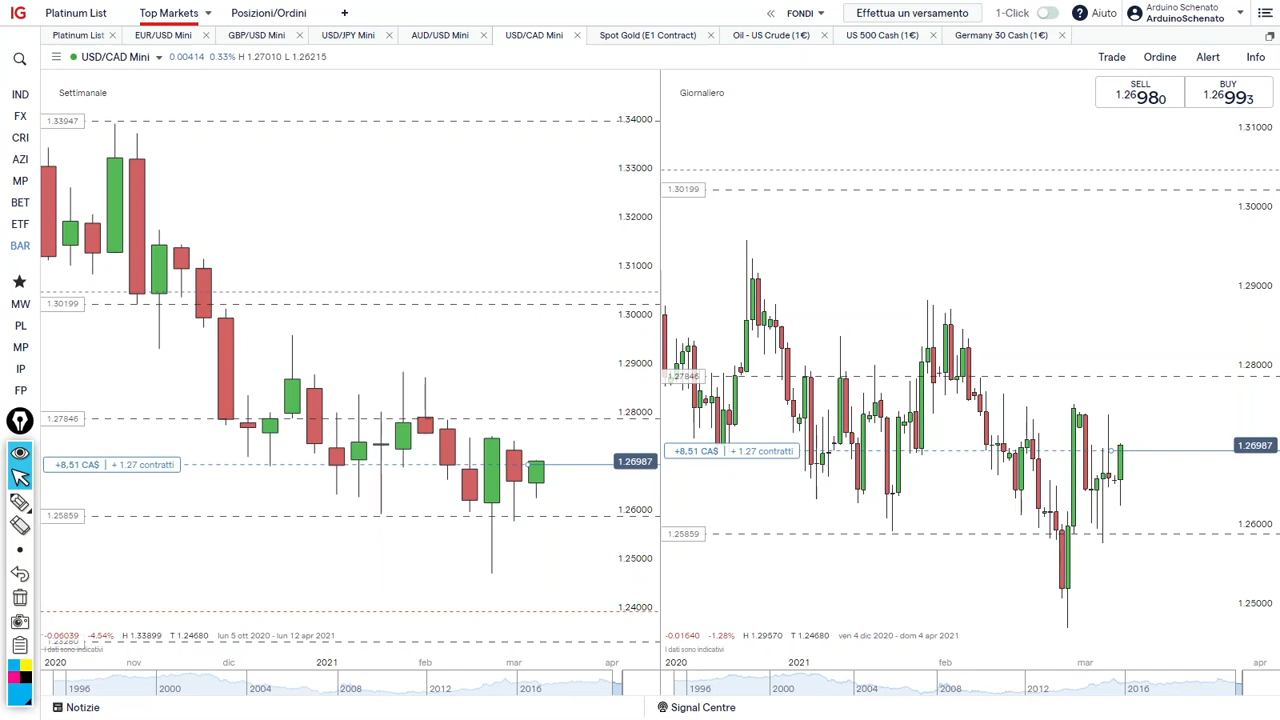 IG Platinum List Top Markets Posizioni/Ordini + FONDI Effettua un versamento 1-Click ? Aiuto Arduino Schenato
ArduinoSchenato
Platinum List EUR/USD Mini GBP/USD Mini USD/JPY Mini AUD/USD Mini USD/CAD Mini Spot Gold (E1 Contract) Oil - US Crude (1€) US 500 Cash (1€) Germany 30 Cash (1€)
USD/CAD Mini 0.00414 0.33% H 1.27010 L 1.26215 Trade Ordine Alert Info
IND
FX
CRI
AZI
MP
BET
ETF
BAR
MW
PL
MP
IP
FP
Settimanale
1.33947
1.30199
1.27846
+8,51 CA$ | + 1.27 contratti
1.25859
1.23280
1.34000
1.33000
1.32000
1.31000
1.30000
1.29000
1.28000
1.26987
1.26000
1.25000
1.24000
-0.06039 -4.54% H 1.33899 T 1.24680 lun 5 ott 2020 - lun 12 apr 2021
I dati sono indicativi
2020 nov dic 2021 feb mar apr
1996 2000 2004 2008 2012 2016
Giornaliero
SELL
1.26980
BUY
1.26993
1.30199
1.27846
+8,51 CA$ | + 1.27 contratti
1.25859
1.31000
1.30000
1.29000
1.28000
1.26987
1.26000
1.25000
-0.01640 -1.28% H 1.29570 T 1.24680 ven 4 dic 2020 - dom 4 apr 2021
I dati sono indicativi
2020 2021 feb mar apr
1996 2000 2004 2008 2012 2016
Notizie Signal Centre